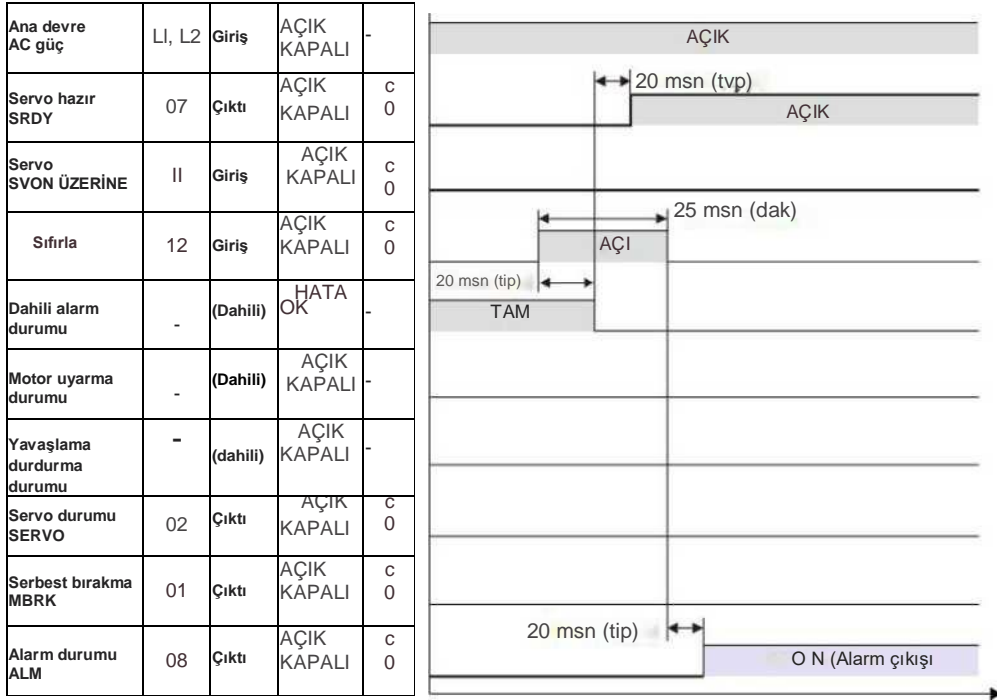 Ana devre
AC güç
LI, L2
Giriş
AÇIK
KAPALI
-
AÇIK
Servo hazır
SRDY
07
Çıktı
AÇIK
KAPALI
c
0
20 msn (tvp)
AÇIK
Servo
SVON ÜZERİNE
II
Giriş
AÇIK
KAPALI
c
0
Sıfırla
12
Giriş
AÇIK
KAPALI
c
0
25 msn (dak)
AÇI
20 msn (tip)
Dahili alarm
durumu
-
(Dahili)
HATA
OK
-
TAM
Motor uyarma
durumu
-
(Dahili)
AÇIK
KAPALI
-
Yavaşlama
durdurma
durumu
-
(dahili)
AÇIK
KAPALI
-
Servo durumu
SERVO
02
Çıktı
AÇIK
KAPALI
c
0
Serbest bırakma
MBRK
01
Çıktı
AÇIK
KAPALI
c
0
Alarm durumu
ALM
08
Çıktı
AÇIK
KAPALI
c
0
20 msn (tip)
O N (Alarm çıkışı